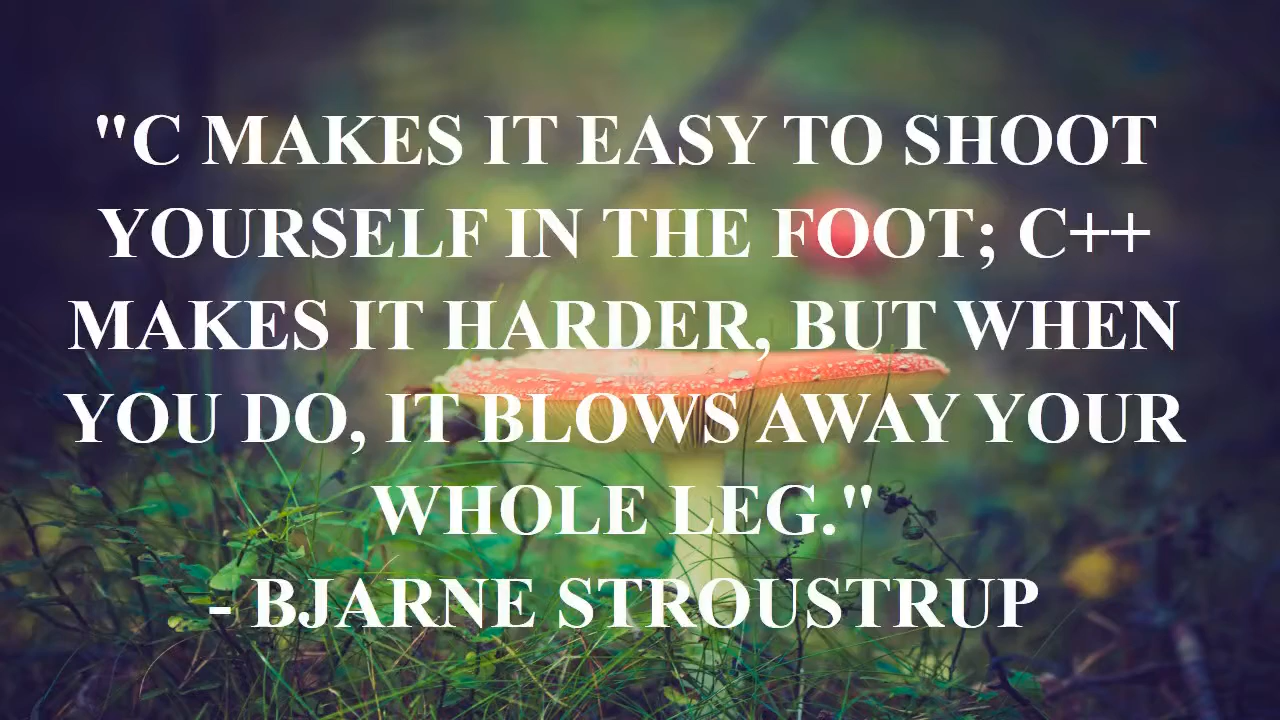 "C MAKES IT EASY TO SHOOT
YOURSELF IN THE FOOT; C++
MAKES IT HARDER, BUT WHEN
YOU DO, IT BLOWS AWAY YOUR
WHOLE LEG."
- BJARNE STROUSTRUP